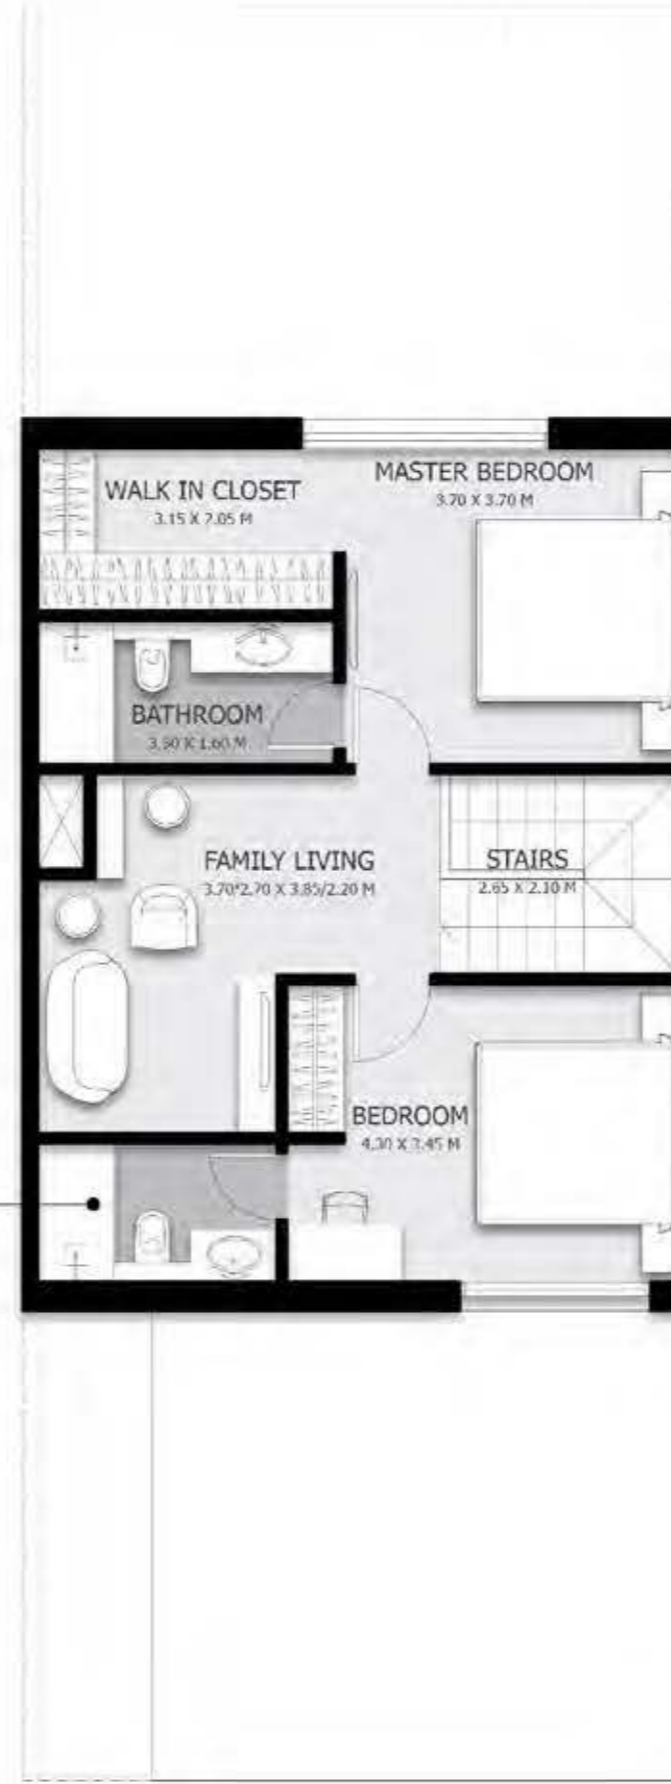 WALK IN CLOSET
3.15 X 2.05 M
MASTER BEDROOM
3.70 X 3.70 M
BATHROOM
3.50 X 1.60 M
FAMILY LIVING
3.70*2.70 X 3.85/2.20 M
STAIRS
2.65 X 2.10 M
BEDROOM
4.30 X 3.45 M